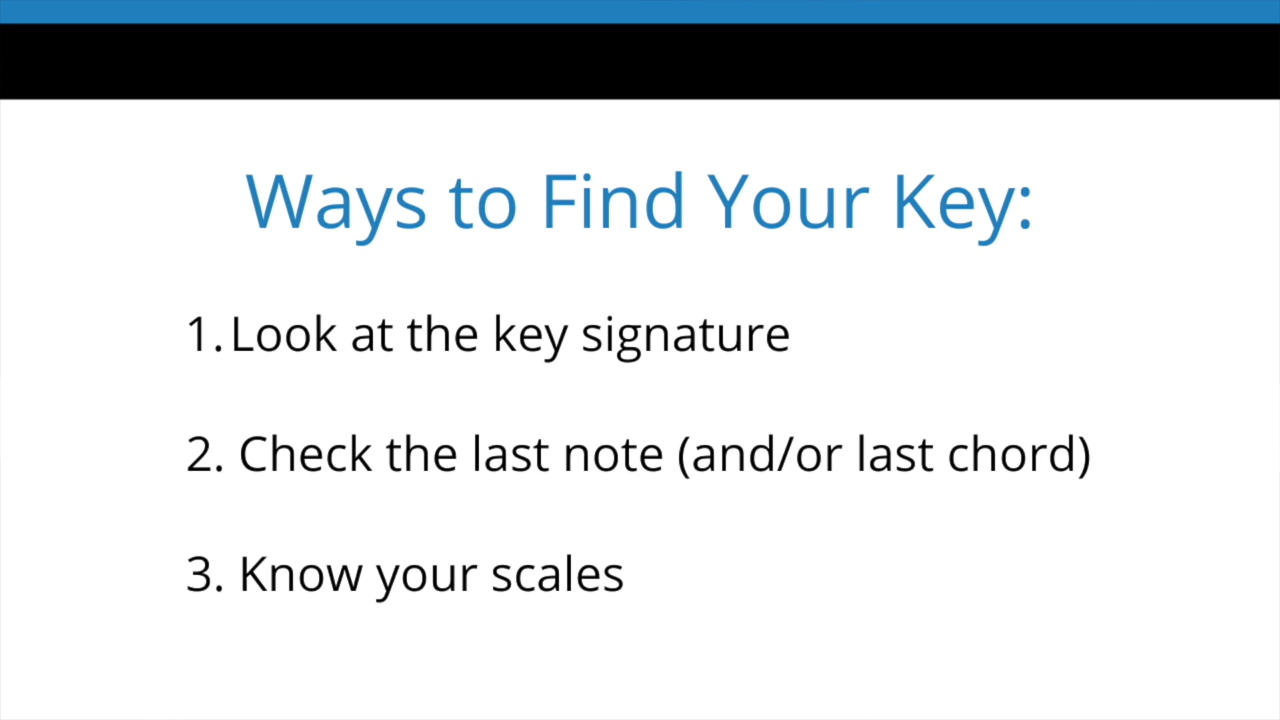 Ways to Find Your Key:
1. Look at the key signature
2. Check the last note (and/or last chord)
3. Know your scales